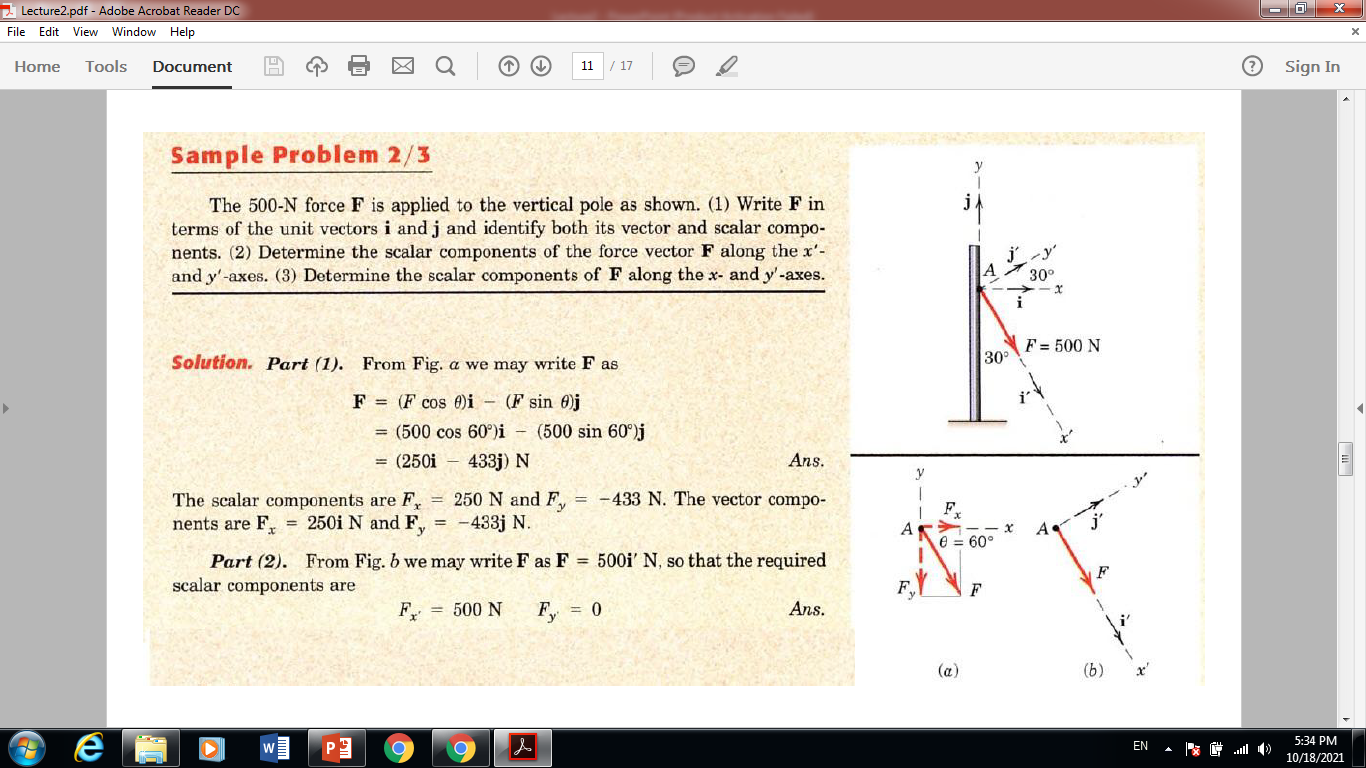 Lecture2.pdf - Adobe Acrobat Reader DC
File Edit View Window Help
Home Tools Document 11 / 17 Sign In
Sample Problem 2/3
The 500-N force F is applied to the vertical pole as shown. (1) Write F in
terms of the unit vectors i and j and identify both its vector and scalar compo-
nents. (2) Determine the scalar components of the force vector F along the x′-
and y′-axes. (3) Determine the scalar components of F along the x- and y′-axes.
Solution. Part (1). From Fig. a we may write F as
F = (F cos θ)i − (F sin θ)j
= (500 cos 60°)i − (500 sin 60°)j
= (250i − 433j) N Ans.
The scalar components are Fx = 250 N and Fy = −433 N. The vector compo-
nents are Fx = 250i N and Fy = −433j N.
Part (2). From Fig. b we may write F as F = 500i′ N, so that the required
scalar components are
Fx′ = 500 N Fy′ = 0 Ans.
y
j
j′ y′
A 30°
x
i
F = 500 N
30°
i′
x′
y
Fx
A x
θ = 60°
Fy F
(a)
y′
j′
A
F
i′
(b) x′
EN
5:34 PM
10/18/2021